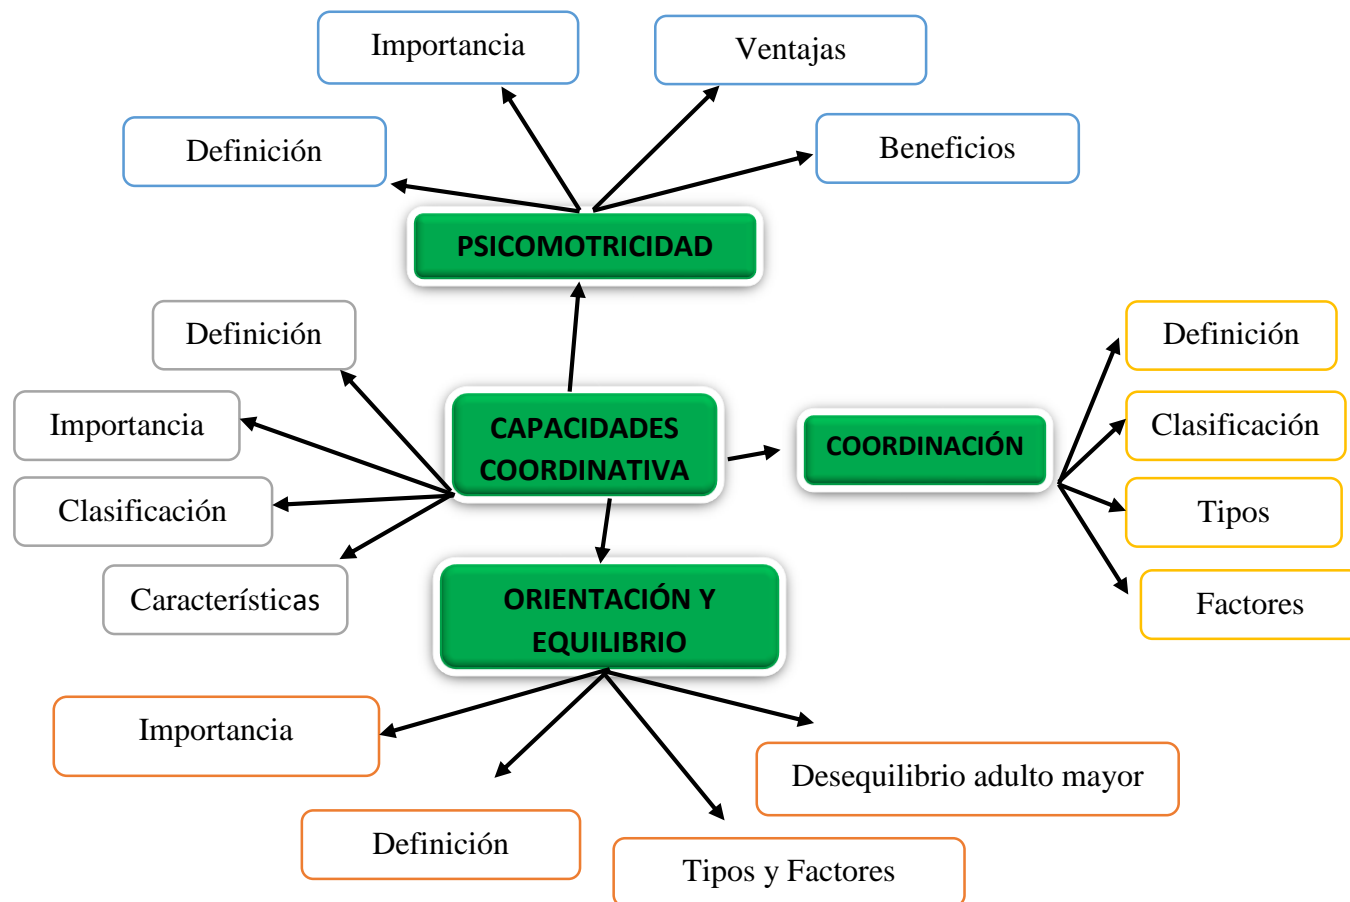 Importancia
Ventajas
Definición
Beneficios
PSICOMOTRICIDAD
Definición
Importancia
Clasificación
Características
CAPACIDADES
COORDINATIVA
COORDINACIÓN
Definición
Clasificación
Tipos
Factores
ORIENTACIÓN Y
EQUILIBRIO
Importancia
Desequilibrio adulto mayor
Definición
Tipos y Factores